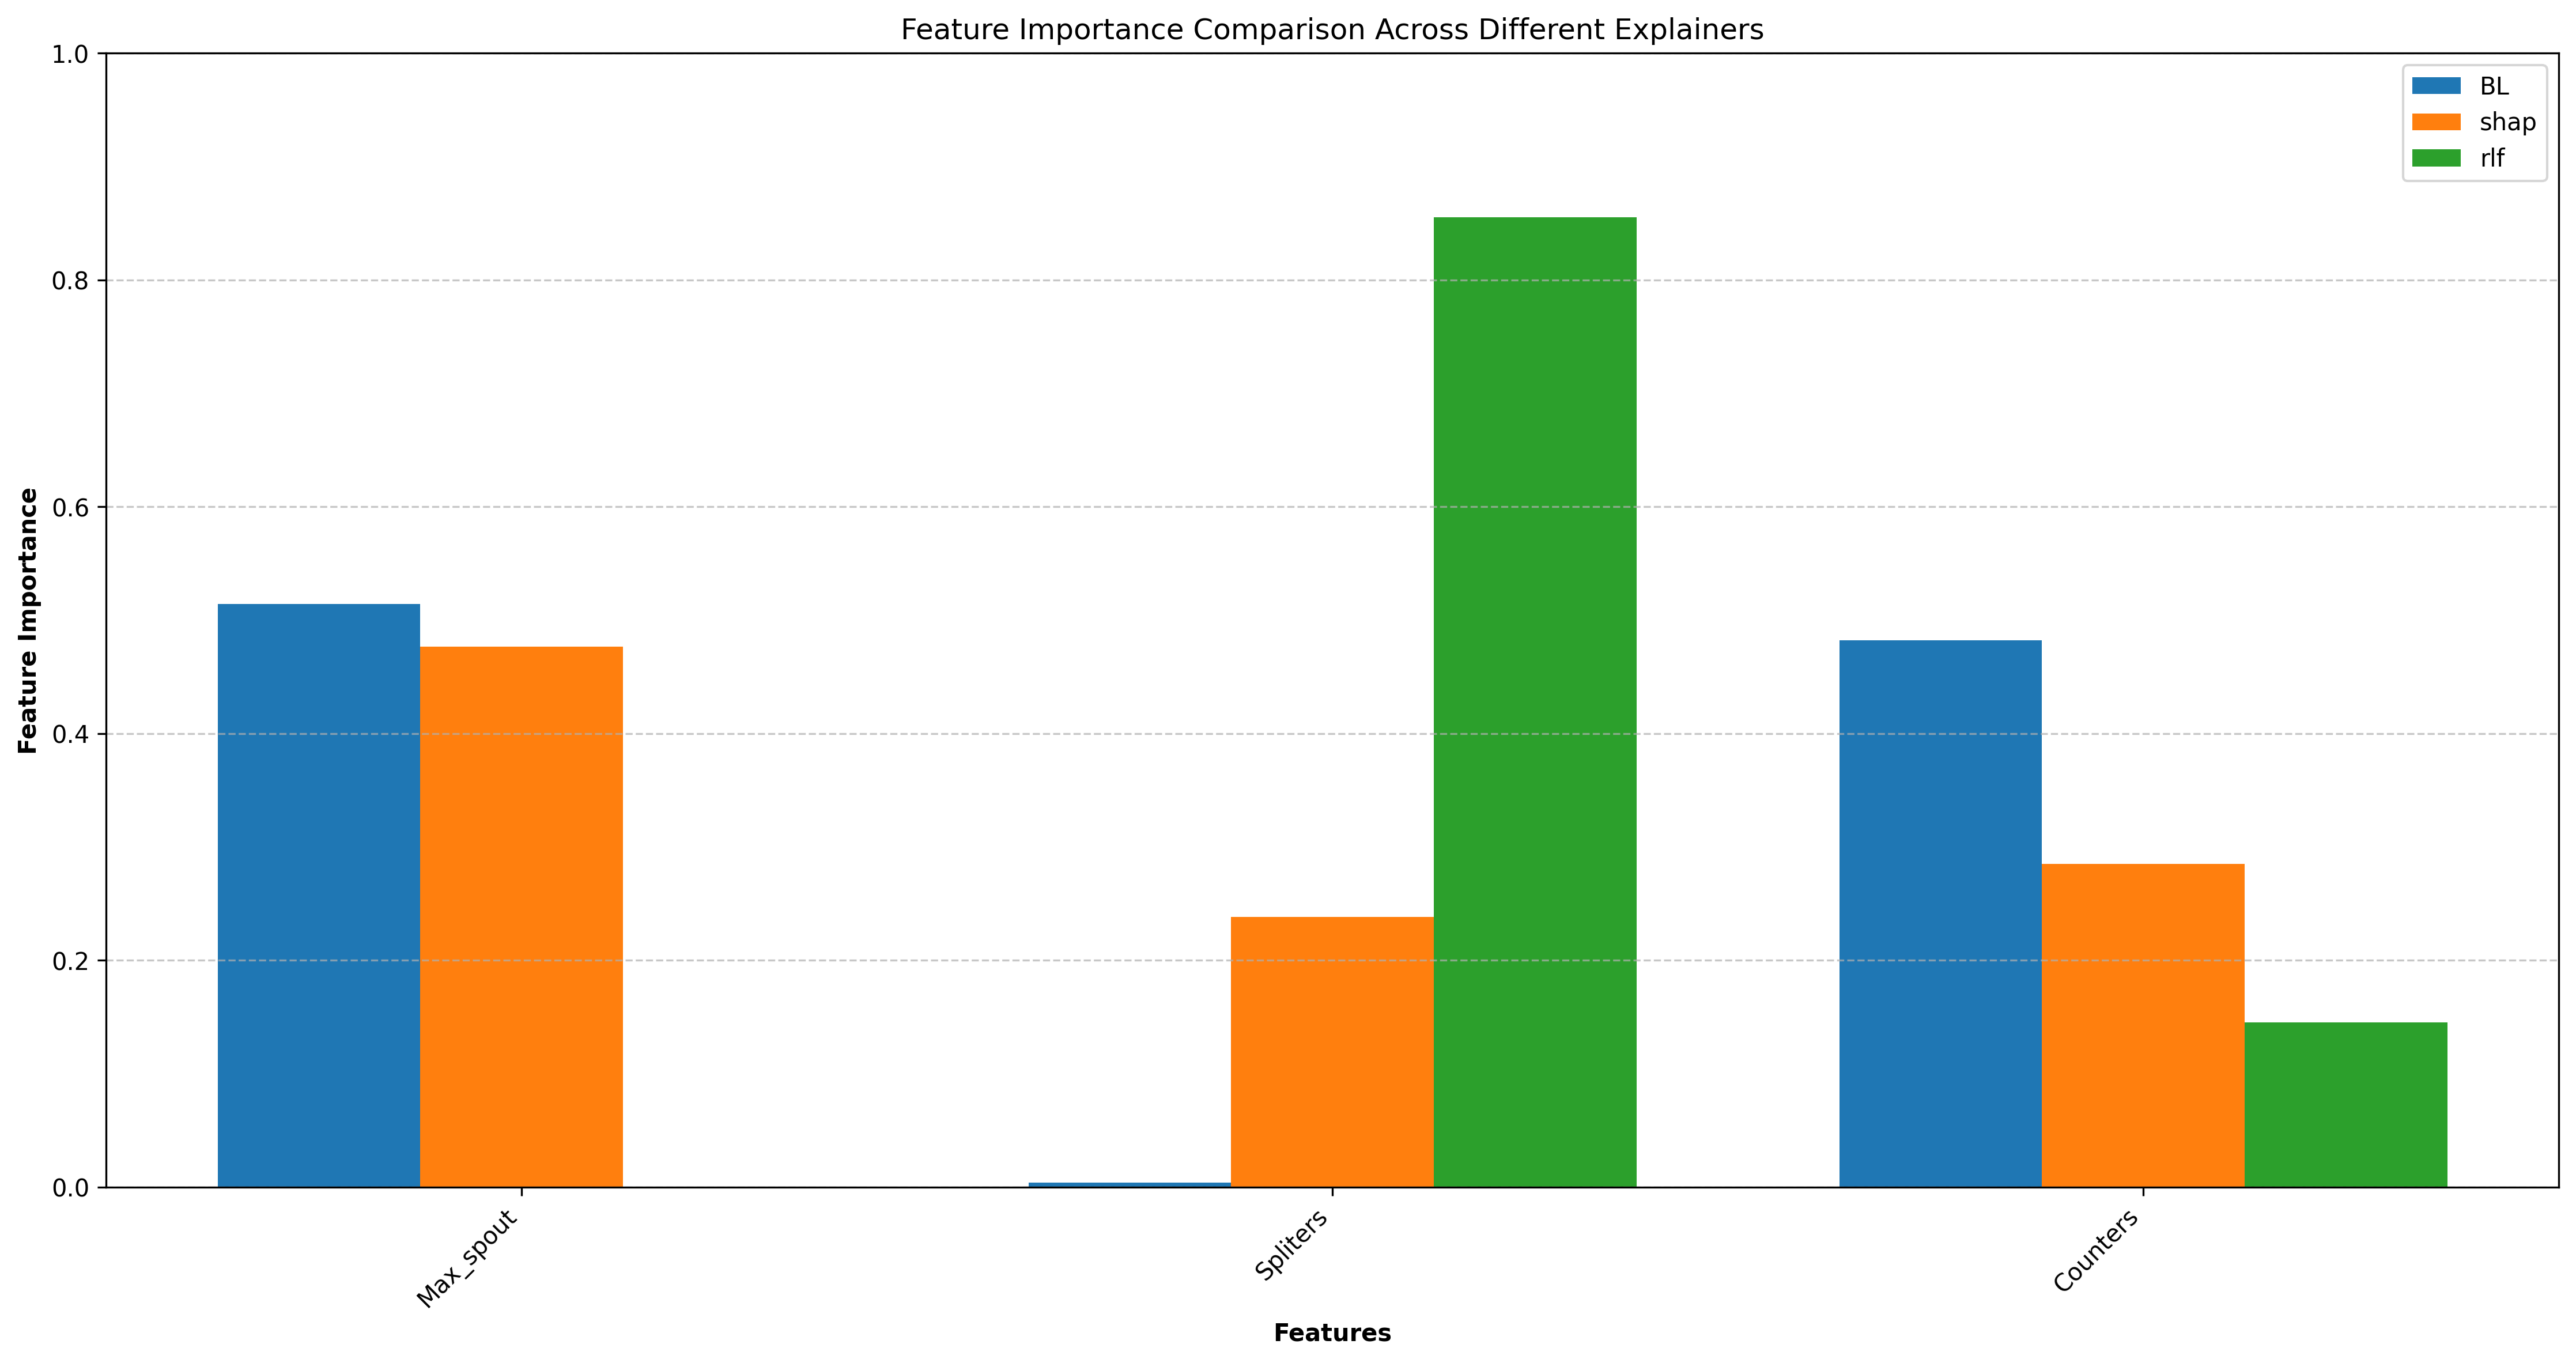 Feature Importance Comparison Across Different Explainers
1.0
0.8
0.6
0.4
0.2
0.0
Feature Importance
BL
shap
rlf
Max_spout
Spliters
Counters
Features